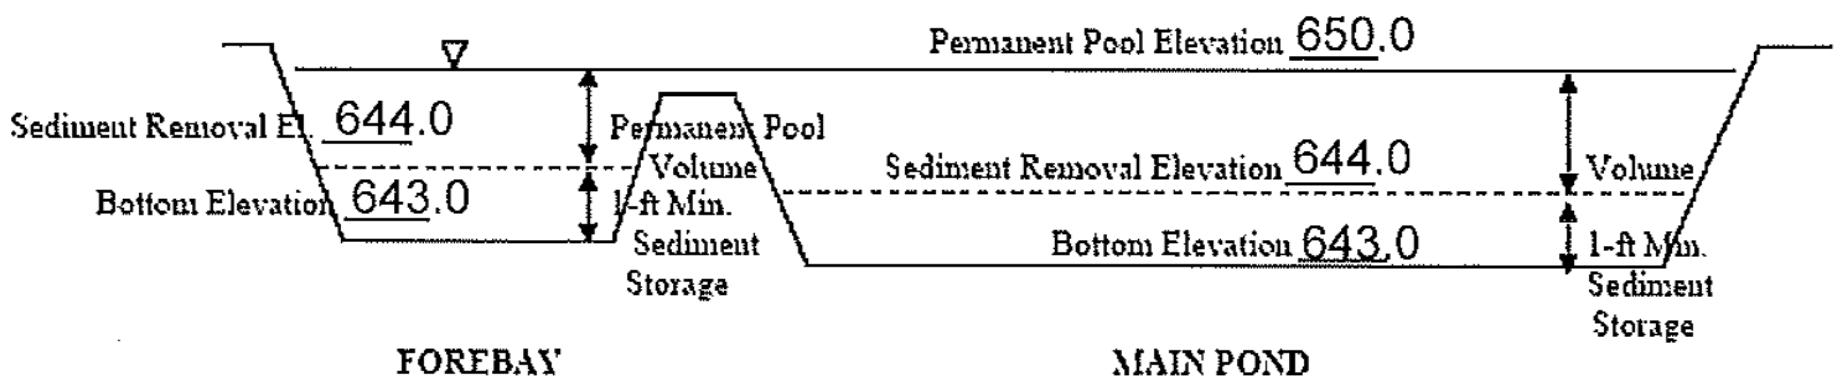 Permanent Pool Elevation 650.0
Sediment Removal El. 644.0
Permanent Pool
Volume
Sediment Removal Elevation 644.0
Volume
Bottom Elevation 643.0
1-ft Min.
Sediment
Storage
Bottom Elevation 643.0
1-ft Min.
Sediment
Storage
FOREBAY
MAIN POND